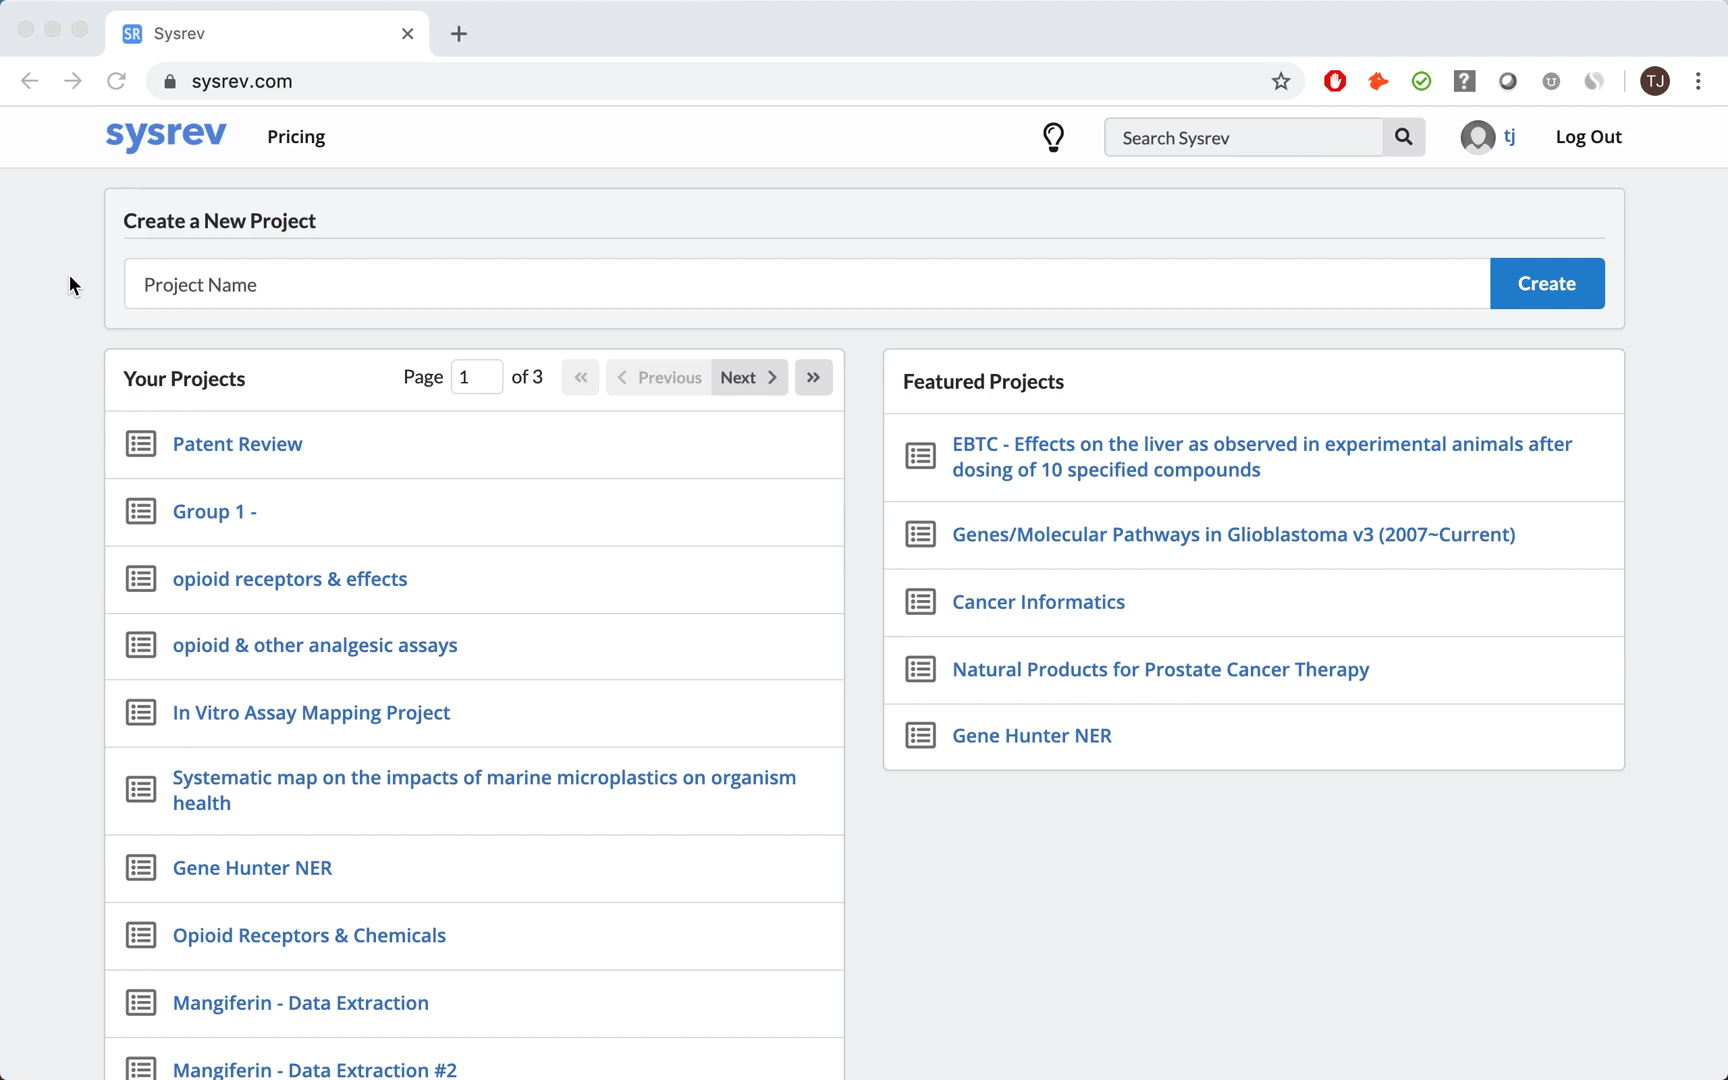 SR Sysrev
sysrev.com
TJ
sysrev Pricing Search Sysrev tj Log Out
Create a New Project
Project Name Create
Your Projects Page 1 of 3 « Previous Next »
Patent Review
Group 1 -
opioid receptors & effects
opioid & other analgesic assays
In Vitro Assay Mapping Project
Systematic map on the impacts of marine microplastics on organism
health
Gene Hunter NER
Opioid Receptors & Chemicals
Mangiferin - Data Extraction
Mangiferin - Data Extraction #2
Featured Projects
EBTC - Effects on the liver as observed in experimental animals after
dosing of 10 specified compounds
Genes/Molecular Pathways in Glioblastoma v3 (2007~Current)
Cancer Informatics
Natural Products for Prostate Cancer Therapy
Gene Hunter NER